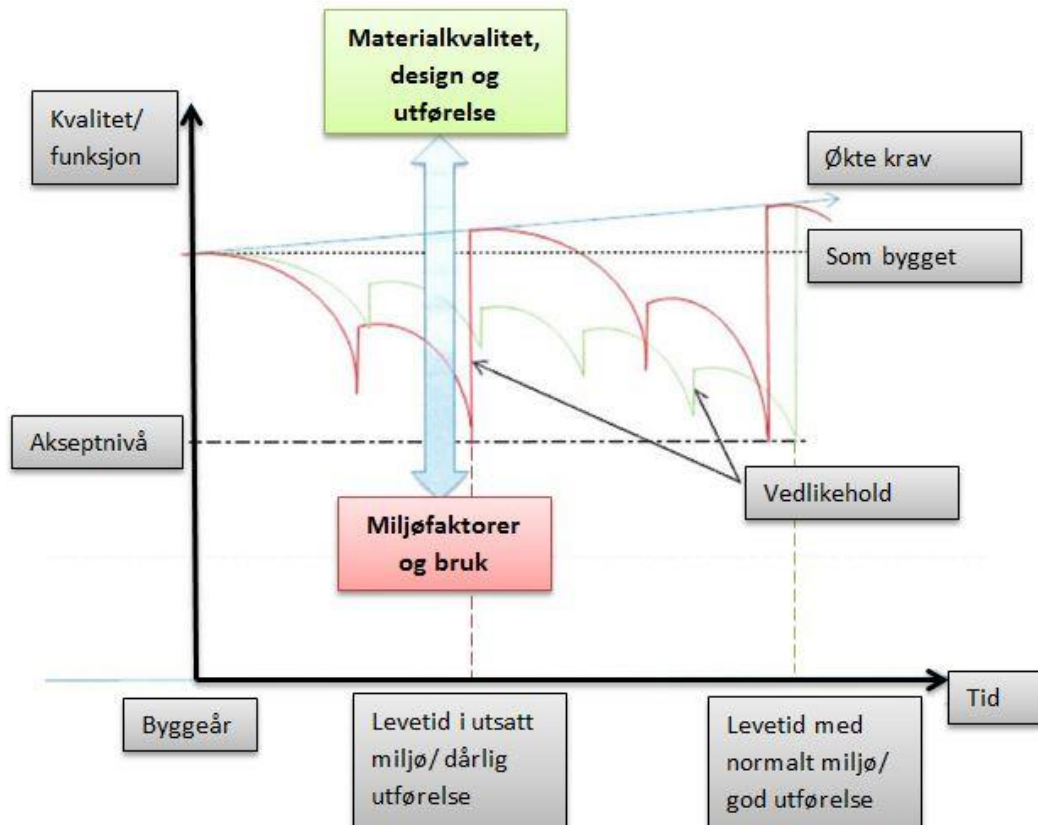 Materialkvalitet,
design og
utførelse
Kvalitet/
funksjon
Økte krav
Som bygget
Akseptnivå
Vedlikehold
Miljøfaktorer
og bruk
Tid
Byggeår
Levetid i utsatt
miljø/ dårlig
utførelse
Levetid med
normalt miljø/
god utførelse